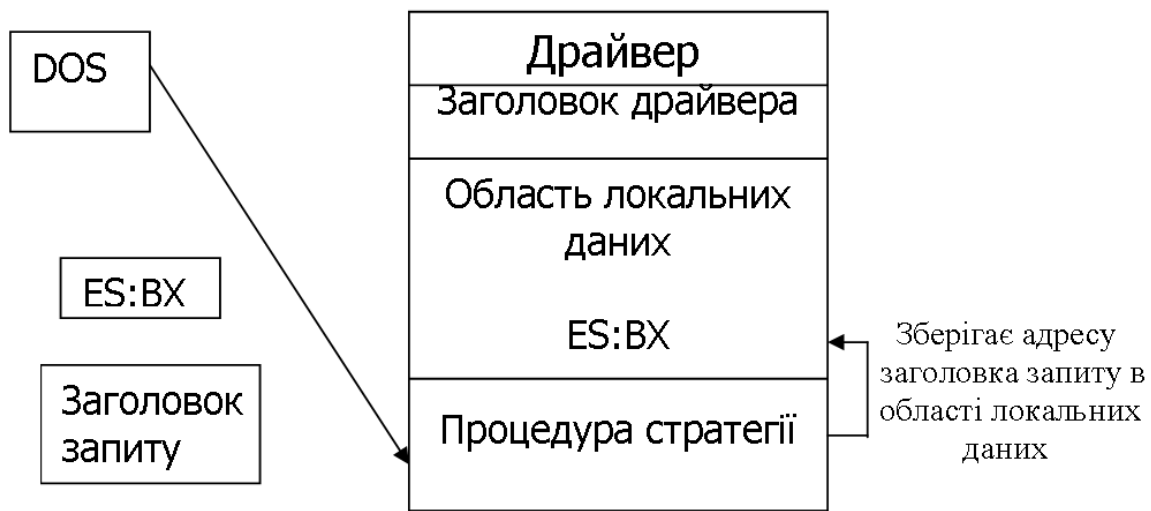 DOS
ES:BX
Заголовок
запиту
Драйвер
Заголовок драйвера
Область локальних
даних
ES:BX
Процедура стратегії
Зберігає адресу
заголовка запиту в
області локальних
даних